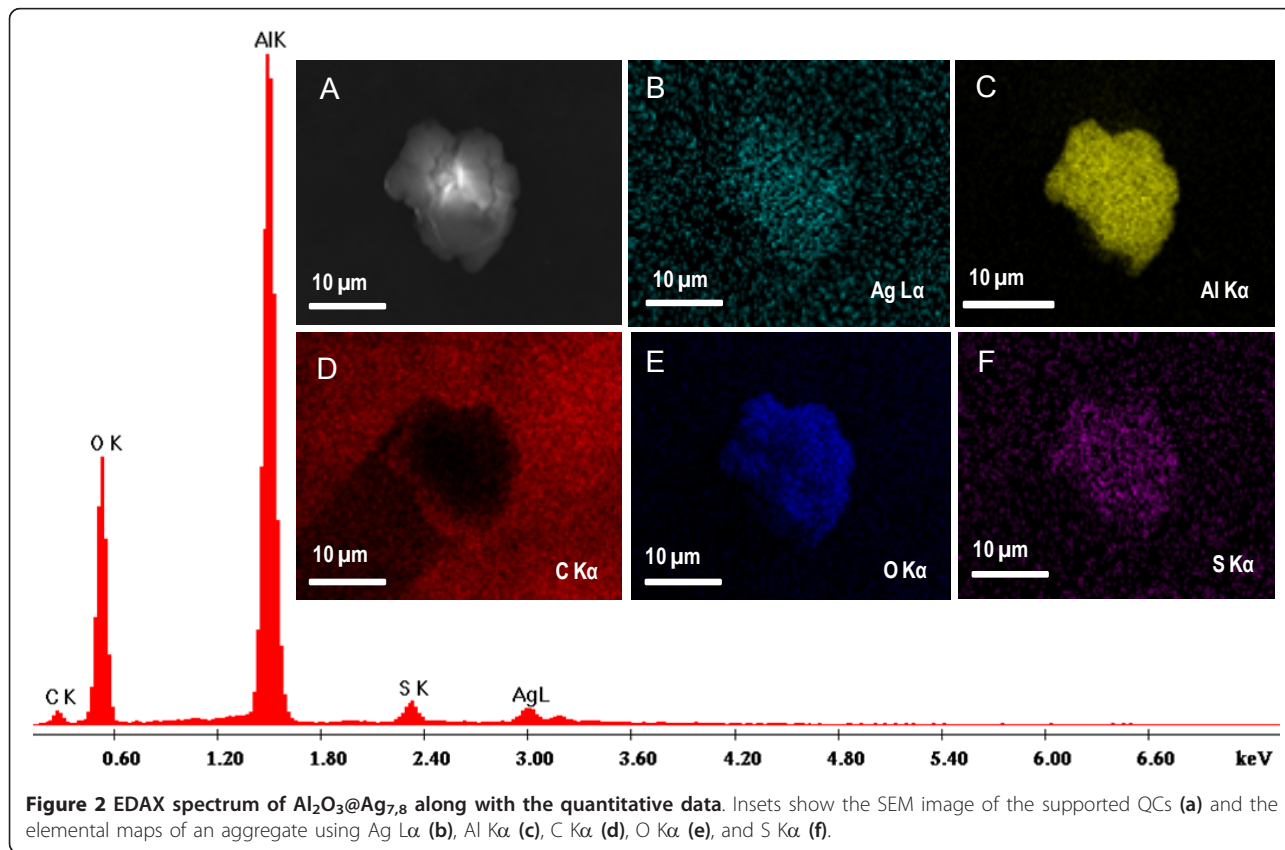 AlK
A
B
C
10 µm
10 µm
Ag Lα
10 µm
Al Kα
D
E
F
10 µm
C Kα
10 µm
O Kα
10 µm
S Kα
O K
C K
S K
AgL
0.60 1.20 1.80 2.40 3.00 3.60 4.20 4.80 5.40 6.00 6.60 keV
Figure 2 EDAX spectrum of Al₂O₃@Ag₇,₈ along with the quantitative data. Insets show the SEM image of the supported QCs (a) and the
elemental maps of an aggregate using Ag Lα (b), Al Kα (c), C Kα (d), O Kα (e), and S Kα (f).